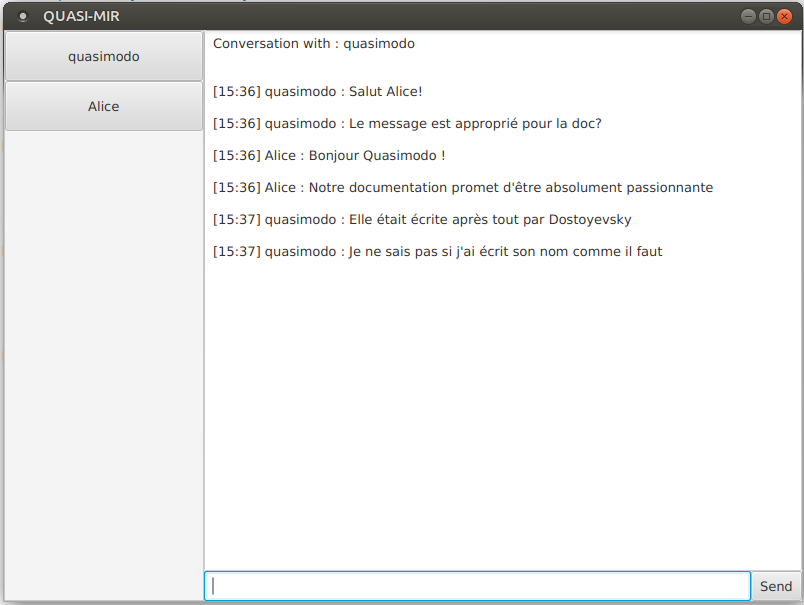 QUASI-MIR
quasimodo
Alice
Conversation with : quasimodo
[15:36] quasimodo : Salut Alice!
[15:36] quasimodo : Le message est approprié pour la doc?
[15:36] Alice : Bonjour Quasimodo !
[15:36] Alice : Notre documentation promet d'être absolument passionnante
[15:37] quasimodo : Elle était écrite après tout par Dostoyevsky
[15:37] quasimodo : Je ne sais pas si j'ai écrit son nom comme il faut
Send